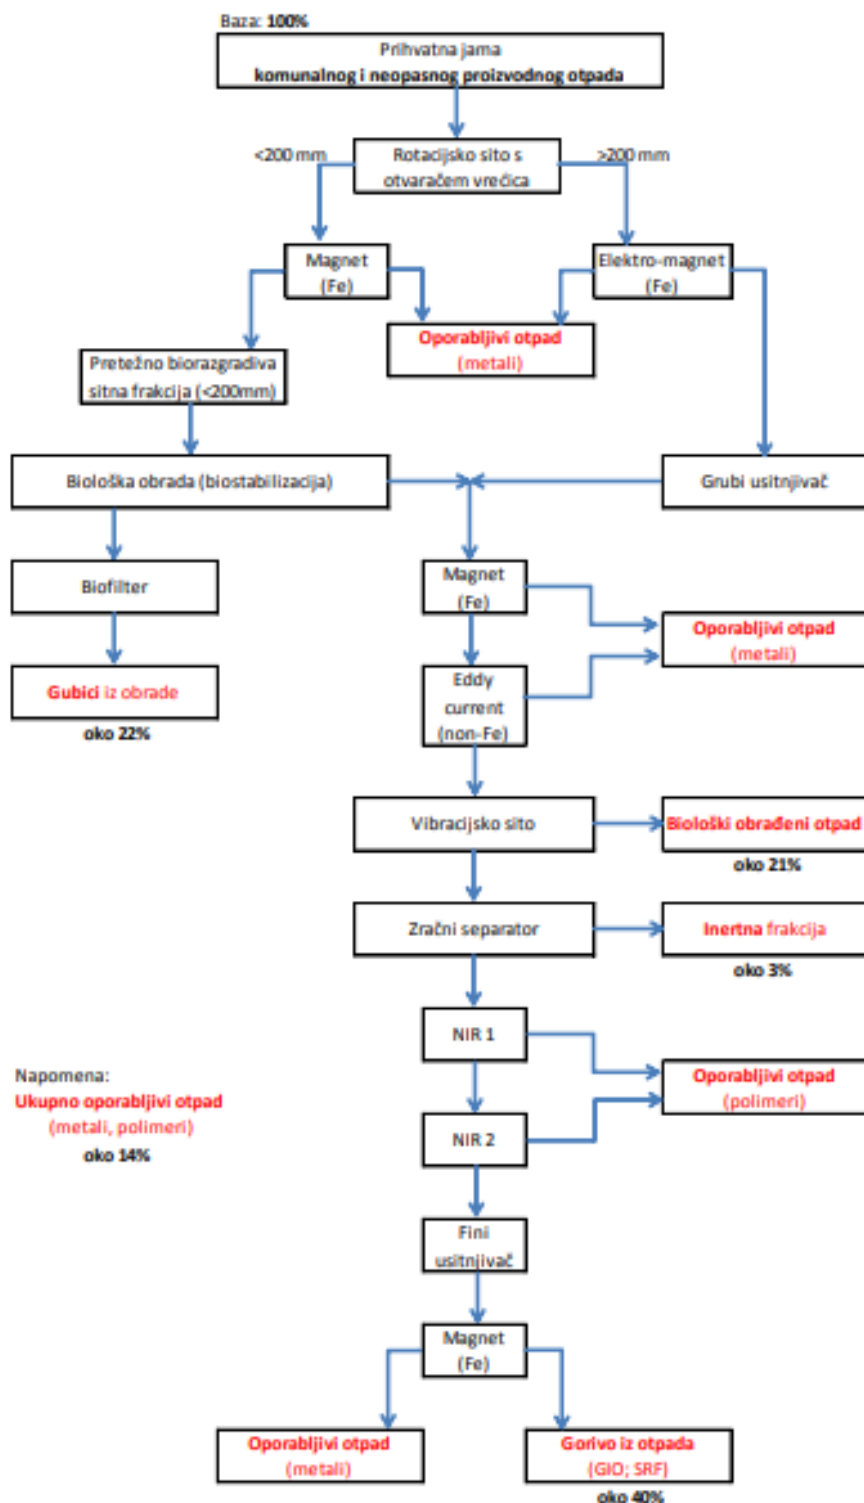 Baza: 100%
Prihvatna jama
komunalnog i neopasnog proizvodnog otpada
<200 mm
Rotacijsko sito s
otvaračem vrećica
>200 mm
Magnet
(Fe)
Elektro-magnet
(Fe)
Oporabljivi otpad
(metali)
Pretežno biorazgradiva
sitna frakcija (<200mm)
Biološka obrada (biostabilizacija)
Grubi usitnjivač
Biofilter
Magnet
(Fe)
Oporabljivi otpad
(metali)
Gubici iz obrade
oko 22%
Eddy
current
(non-Fe)
Vibracijsko sito
Biološki obrađeni otpad
oko 21%
Zračni separator
Inertna frakcija
oko 3%
NIR 1
Oporabljivi otpad
(polimeri)
Napomena:
Ukupno oporabljivi otpad
(metali, polimeri)
oko 14%
NIR 2
Fini
usitnjivač
Magnet
(Fe)
Oporabljivi otpad
(metali)
Gorivo iz otpada
(GIO; SRF)
oko 40%